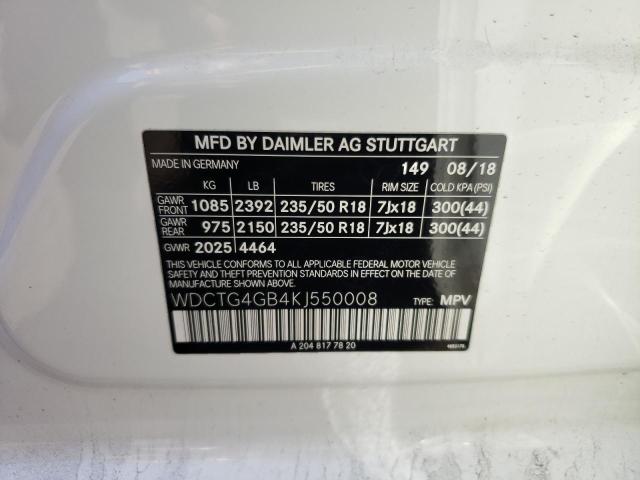 MFD BY DAIMLER AG STUTTGART
MADE IN GERMANY 149 08/18
KG LB TIRES RIM SIZE COLD KPA (PSI)
GAWR FRONT 1085 2392 235/50 R18 7Jx18 300(44)
GAWR REAR 975 2150 235/50 R18 7Jx18 300(44)
GVWR 2025 4464
THIS VEHICLE CONFORMS TO ALL APPLICABLE FEDERAL MOTOR VEHICLE
SAFETY AND THEFT PREVENTION STANDARDS IN EFFECT ON THE DATE OF
MANUFACTURE SHOWN ABOVE.
WDCTG4GB4KJ550008 TYPE: MPV
A 204 817 78 20